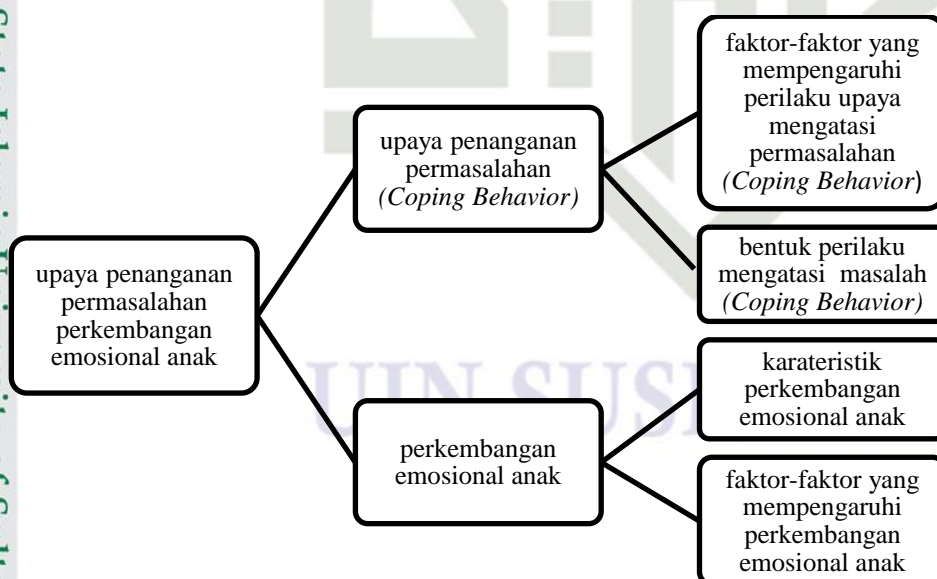 upaya penanganan
permasalahan
perkembangan
emosional anak
upaya penanganan
permasalahan
(Coping Behavior)
faktor-faktor yang
mempengaruhi
perilaku upaya
mengatasi
permasalahan
(Coping Behavior)
bentuk perilaku
mengatasi masalah
(Coping Behavior)
perkembangan
emosional anak
karateristik
perkembangan
emosional anak
faktor-faktor yang
mempengaruhi
perkembangan
emosional anak
UIN SUS